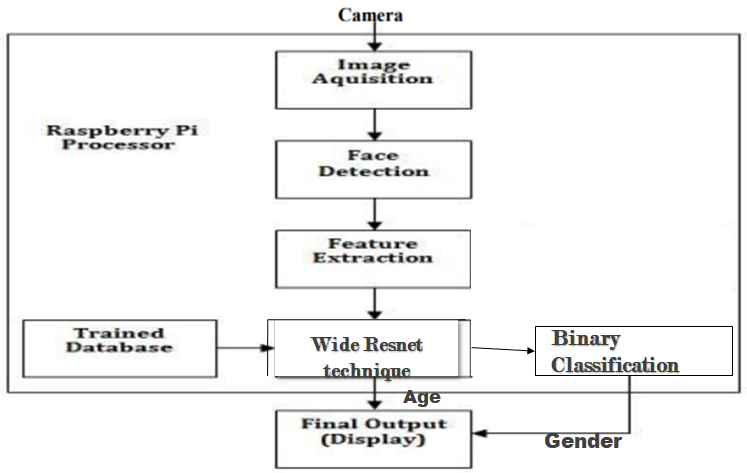 Camera
Image
Aquisition
Raspberry Pi
Processor
Face
Detection
Feature
Extraction
Trained
Database
Wide Resnet
technique
Binary
Classification
Age
Final Output
(Display)
Gender